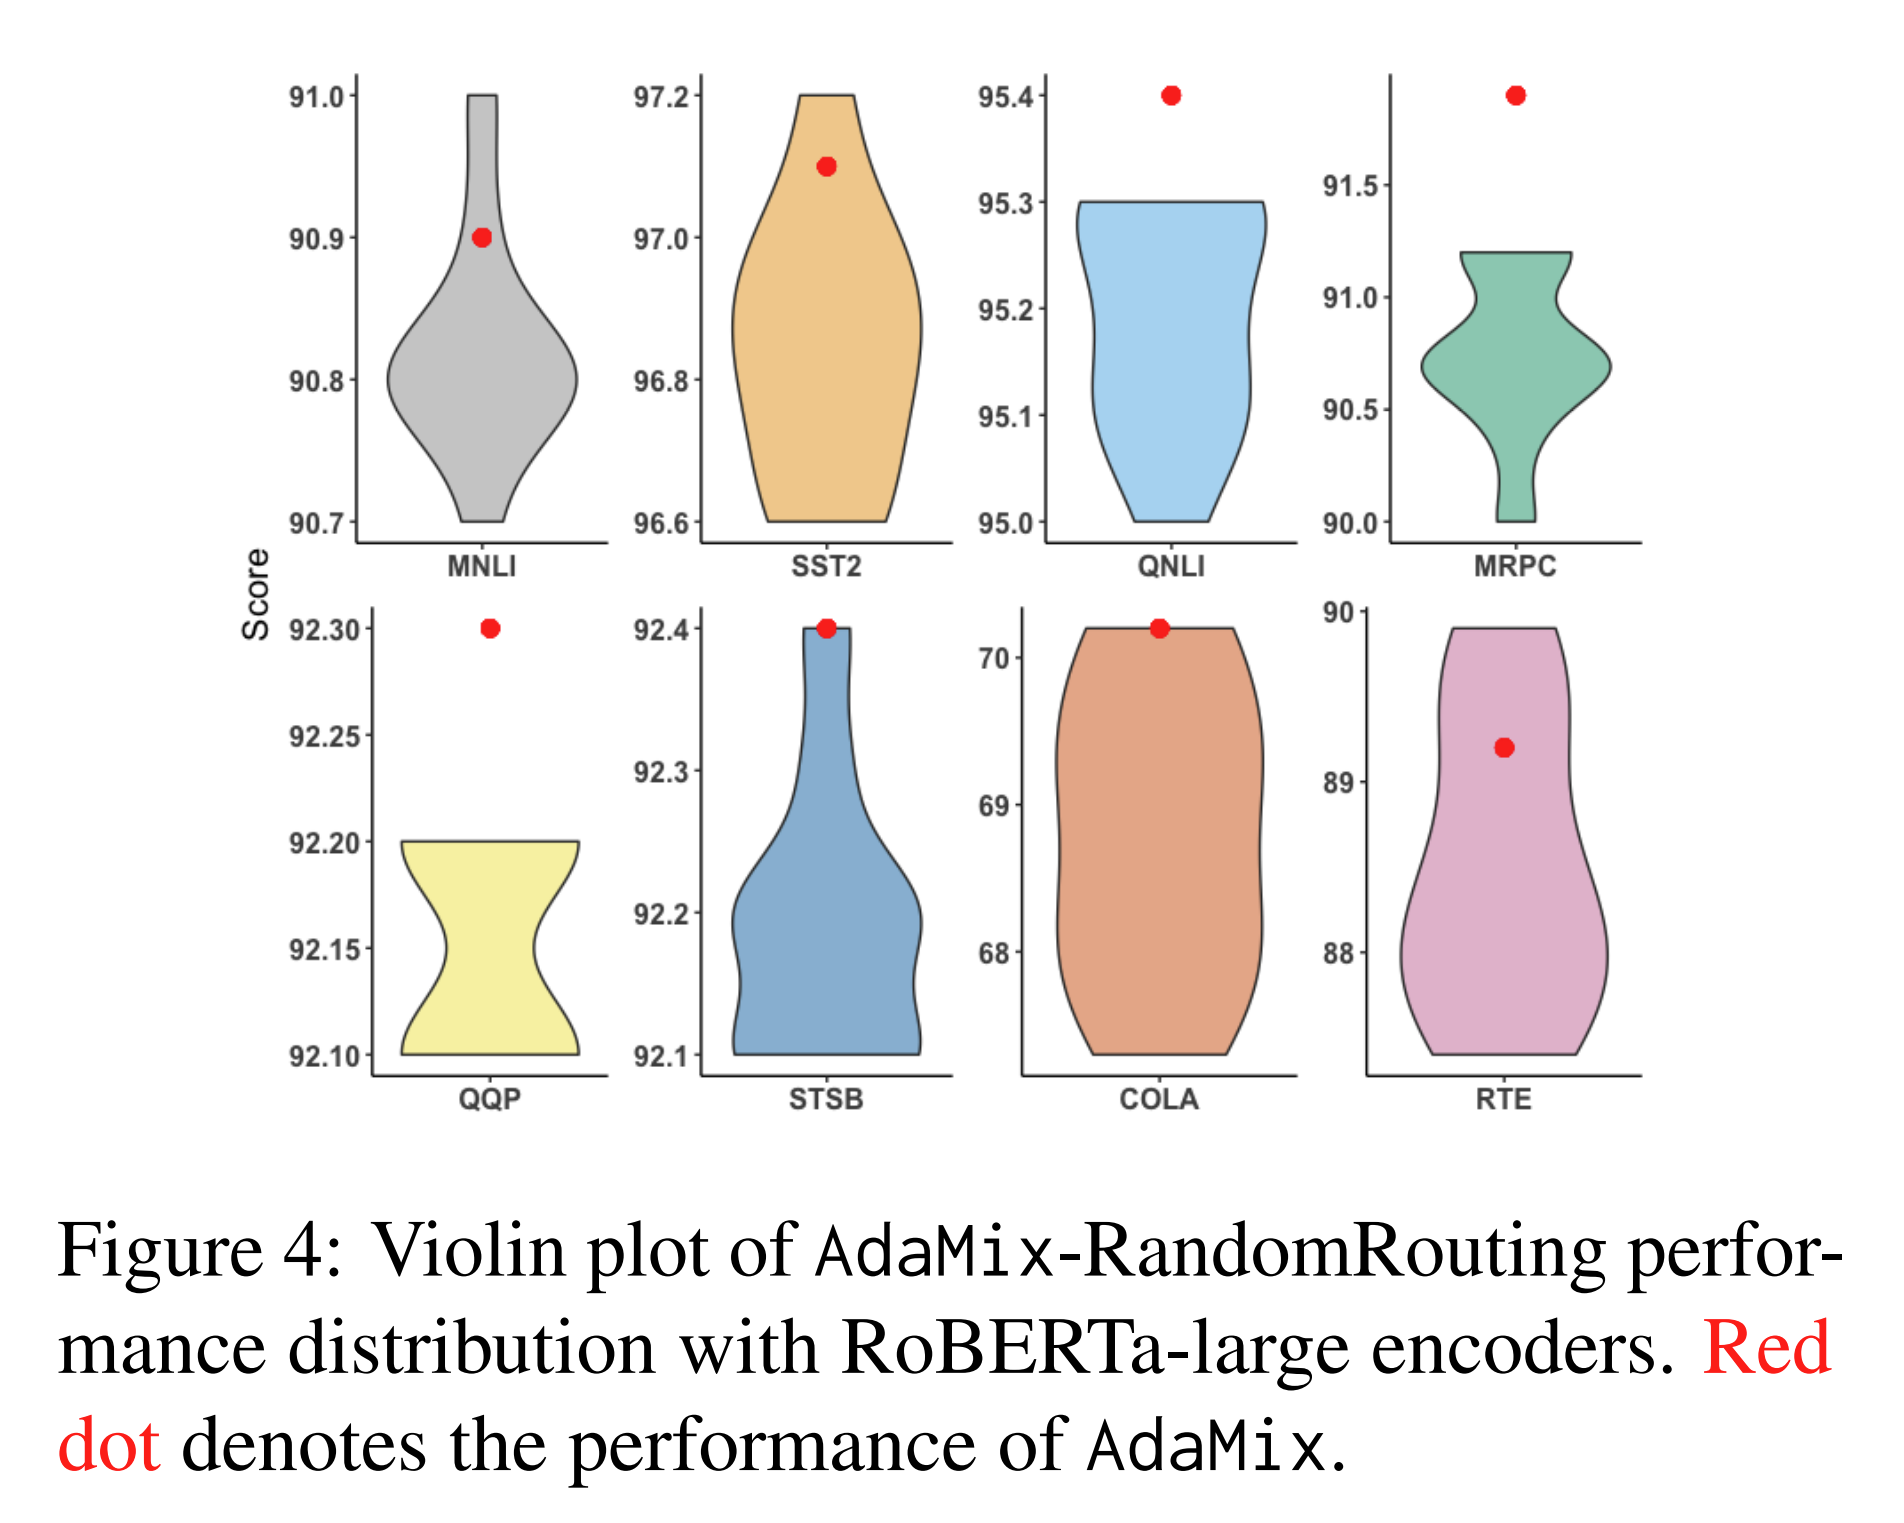 91.0
90.9
90.8
90.7
MNLI
97.2
97.0
96.8
96.6
SST2
95.4
95.3
95.2
95.1
95.0
QNLI
91.5
91.0
90.5
90.0
MRPC
Score
92.30
92.25
92.20
92.15
92.10
QQP
92.4
92.3
92.2
92.1
STSB
70
69
68
COLA
90
89
88
RTE
Figure 4: Violin plot of AdaMix-RandomRouting perfor-
mance distribution with RoBERTa-large encoders. Red
dot denotes the performance of AdaMix.